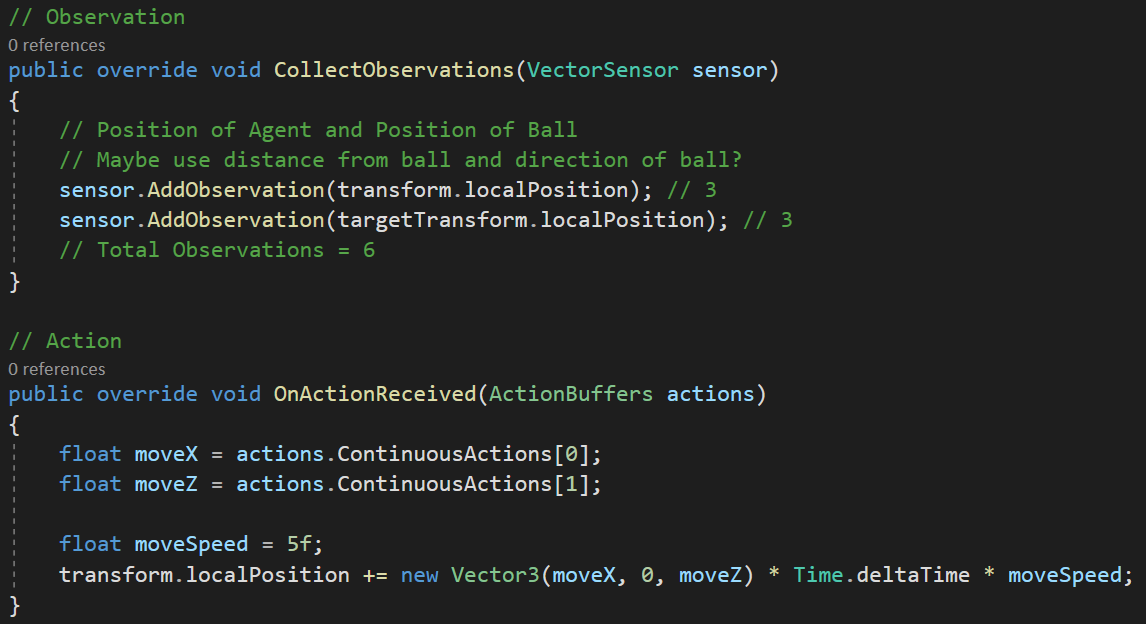 // Observation
0 references
public override void CollectObservations(VectorSensor sensor)
{
// Position of Agent and Position of Ball
// Maybe use distance from ball and direction of ball?
sensor.AddObservation(transform.localPosition); // 3
sensor.AddObservation(targetTransform.localPosition); // 3
// Total Observations = 6
}
// Action
0 references
public override void OnActionReceived(ActionBuffers actions)
{
float moveX = actions.ContinuousActions[0];
float moveZ = actions.ContinuousActions[1];
float moveSpeed = 5f;
transform.localPosition += new Vector3(moveX, 0, moveZ) * Time.deltaTime * moveSpeed;
}